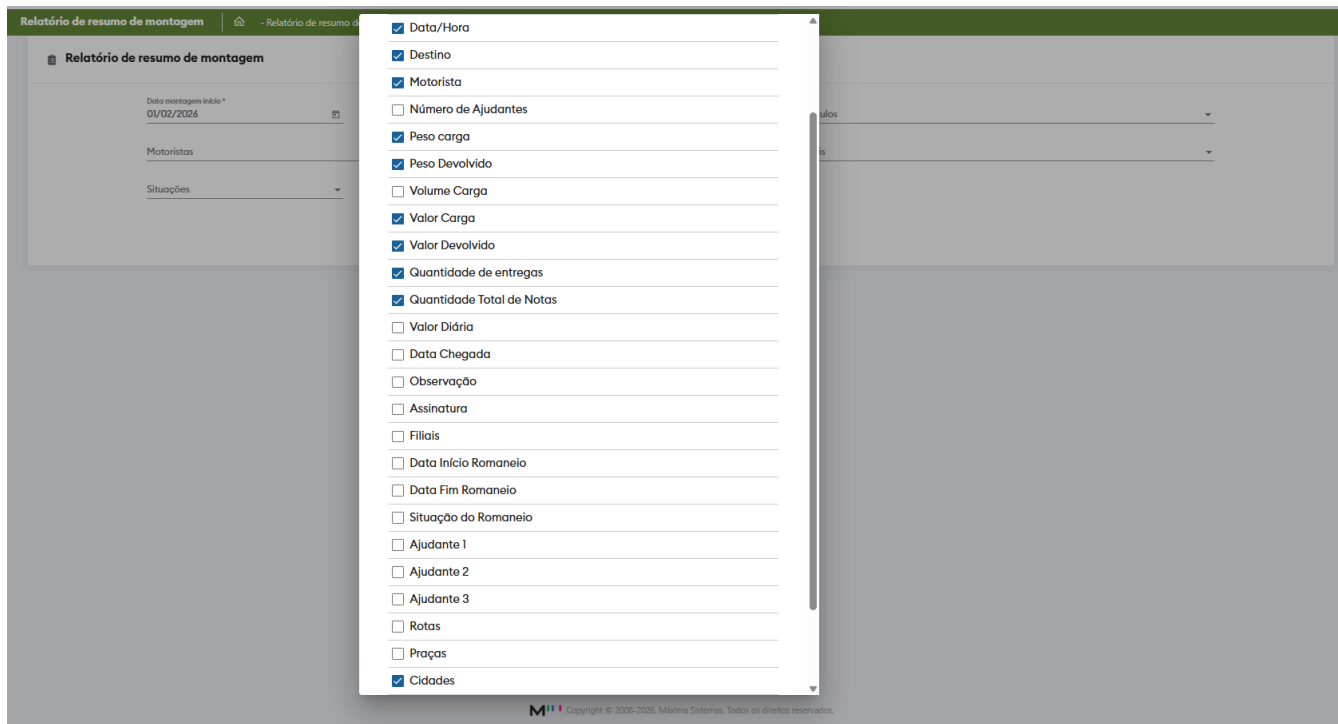 Relatório de resumo de montagem
- Relatório de resumo d
Relatório de resumo de montagem
Data montagem início *
01/02/2026
ulos
Motoristas
is
Situações
Data/Hora
Destino
Motorista
Número de Ajudantes
Peso carga
Peso Devolvido
Volume Carga
Valor Carga
Valor Devolvido
Quantidade de entregas
Quantidade Total de Notas
Valor Diária
Data Chegada
Observação
Assinatura
Filiais
Data Início Romaneio
Data Fim Romaneio
Situação do Romaneio
Ajudante 1
Ajudante 2
Ajudante 3
Rotas
Praças
Cidades
M Copyright © 2008-2026. Máxima Sistemas. Todos os direitos reservados.